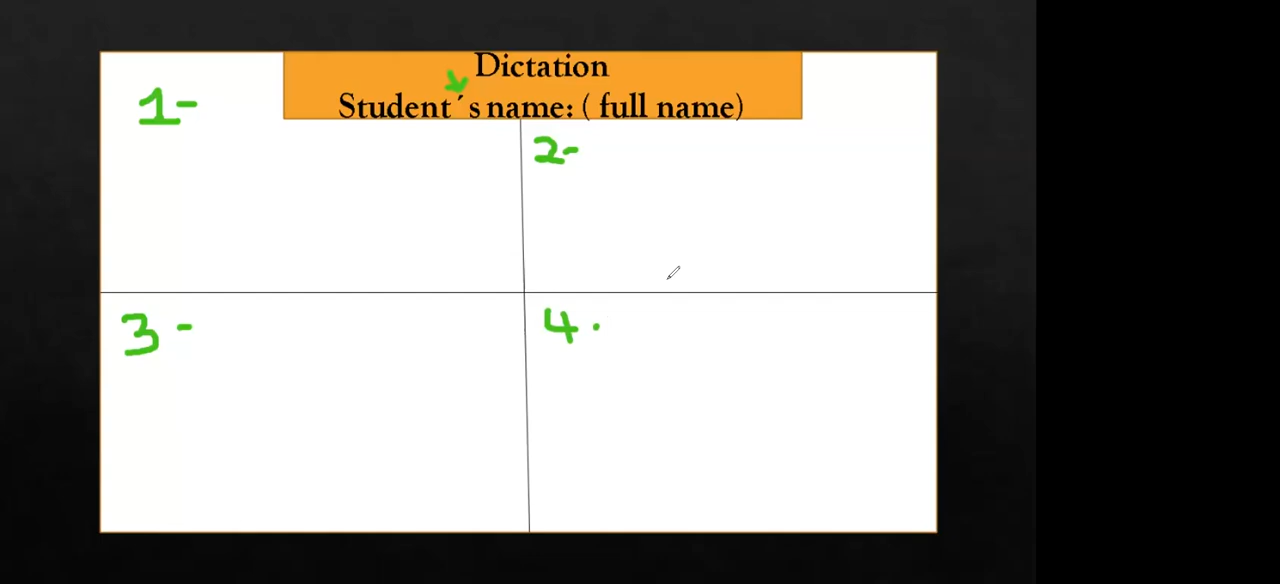 Dictation
Student´s name: ( full name)
1-
2-
3-
4.